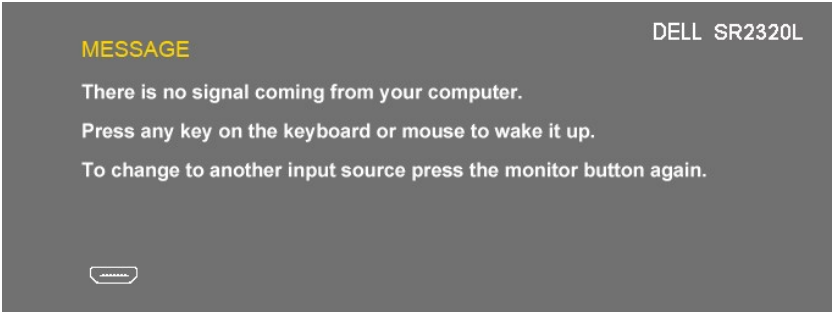 DELL SR2320L
MESSAGE
There is no signal coming from your computer.
Press any key on the keyboard or mouse to wake it up.
To change to another input source press the monitor button again.